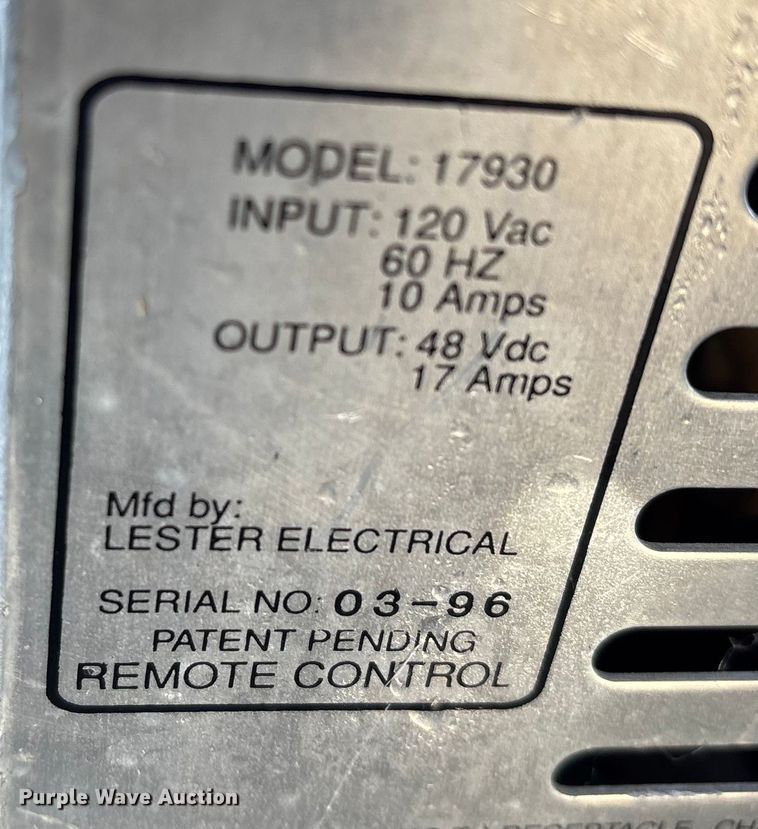 MODEL: 17930
INPUT: 120 Vac
60 HZ
10 Amps
OUTPUT: 48 Vdc
17 Amps
Mfd by:
LESTER ELECTRICAL
SERIAL NO: 03-96
PATENT PENDING
REMOTE CONTROL
Purple Wave Auction
RECEPTACLE